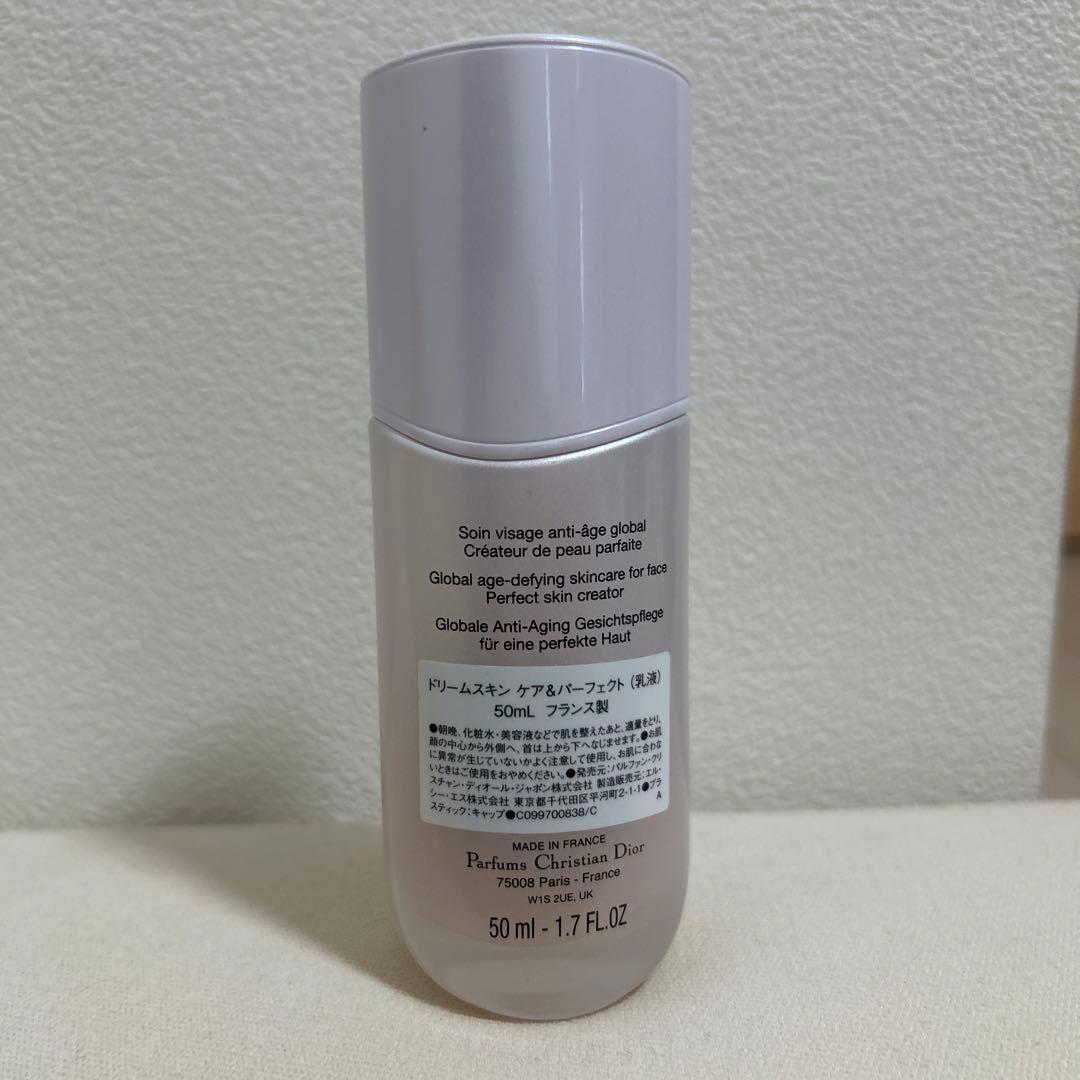 Soin visage anti-âge global
Créateur de peau parfaite
Global age-defying skincare for face
Perfect skin creator
Globale Anti-Aging Gesichtspflege
für eine perfekte Haut
ドリームスキン ケア&パーフェクト (乳液)
50mL フランス製
●朝晩、化粧水・美容液などで肌を整えたあと、適量をとり、
顔の中心から外側へ、首は上から下へなじませます。●お肌
に異常が生じていないかよく注意して使用し、お肌に合わな
いときはご使用をおやめください。●発売元:パルファン・クリ
スチャン・ディオール・ジャポン株式会社 製造販売元:エル・
シー・エス株式会社 東京都千代田区平河町2-1-1●プラ
スティック:キャップ●C099700838/C A
MADE IN FRANCE
Parfums Christian Dior
75008 Paris - France
W1S 2UE, UK
50 ml - 1.7 FL.OZ